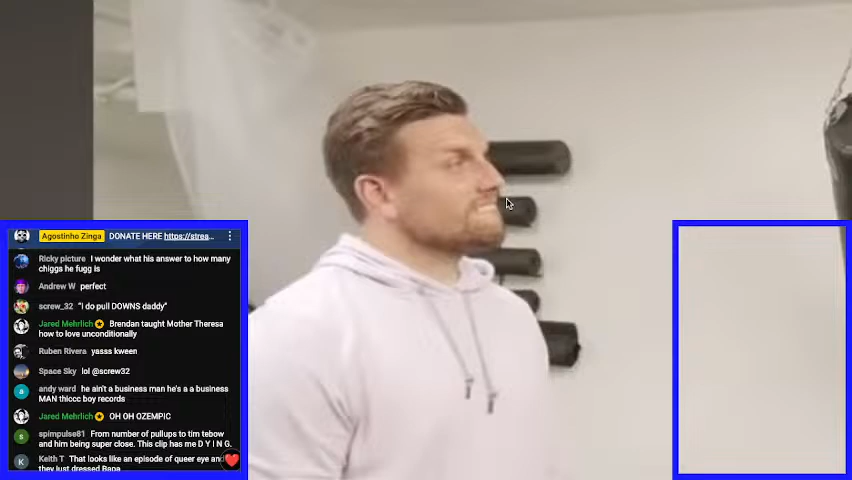 Agostinho Zinga DONATE HERE https://strea...
Ricky picture I wonder what his answer to how many
chiggs he fugg is
Andrew W perfect
screw_32 "I do pull DOWNS daddy"
Jared Mehrlich Brendan taught Mother Theresa
how to love unconditionally
Ruben Rivera yasss kween
Space Sky lol @screw32
andy ward he ain't a business man he's a a business
MAN thiccc boy records
Jared Mehrlich OH OH OZEMPIC
spimpulse81 From number of pullups to tim tebow
and him being super close. This clip has me D Y I N G.
Keith T That looks like an episode of queer eye and
they just dressed Bapa